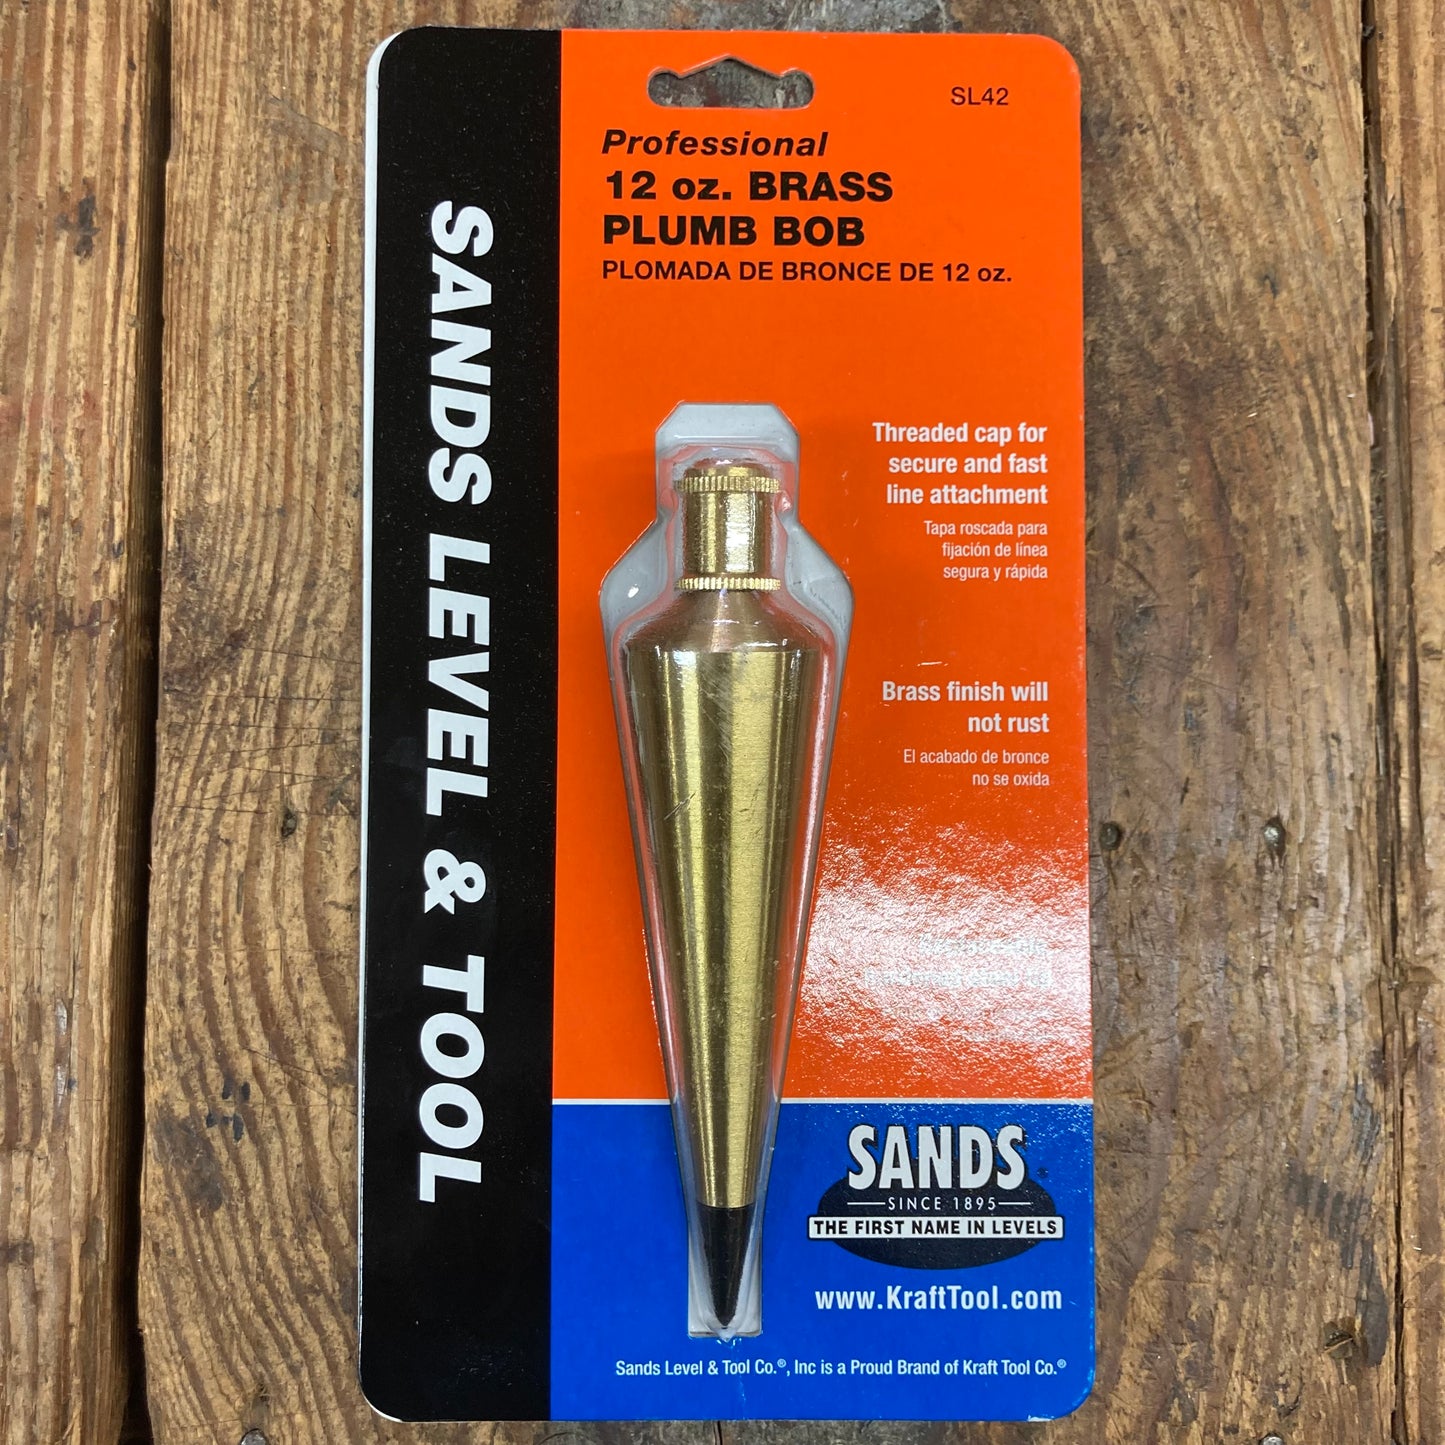 SL42
Professional
12 oz. BRASS
PLUMB BOB
PLOMADA DE BRONCE DE 12 oz.
SANDS LEVEL & TOOL
Threaded cap for
secure and fast
line attachment
Tapa roscada para
fijación de línea
segura y rápida
Brass finish will
not rust
El acabado de bronce
no se oxida
SANDS
SINCE 1895
THE FIRST NAME IN LEVELS
www.KraftTool.com
Sands Level & Tool Co.®, Inc is a Proud Brand of Kraft Tool Co.®